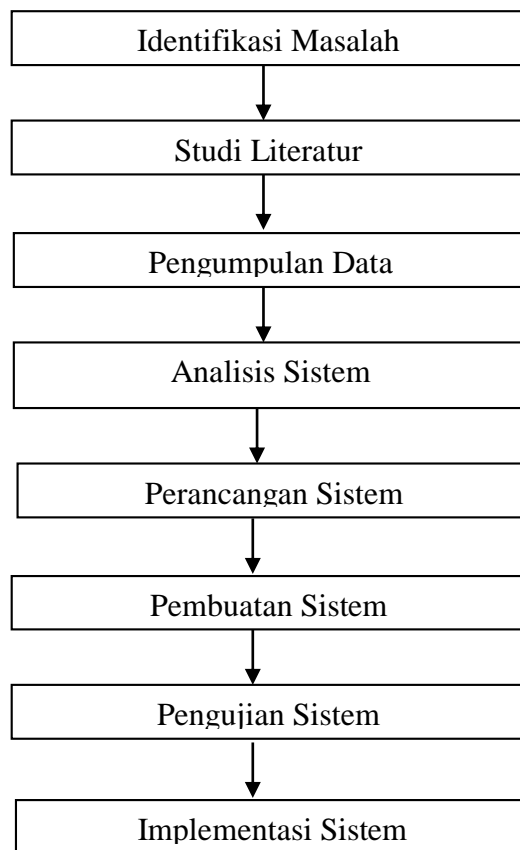 Identifikasi Masalah
Studi Literatur
Pengumpulan Data
Analisis Sistem
Perancangan Sistem
Pembuatan Sistem
Pengujian Sistem
Implementasi Sistem